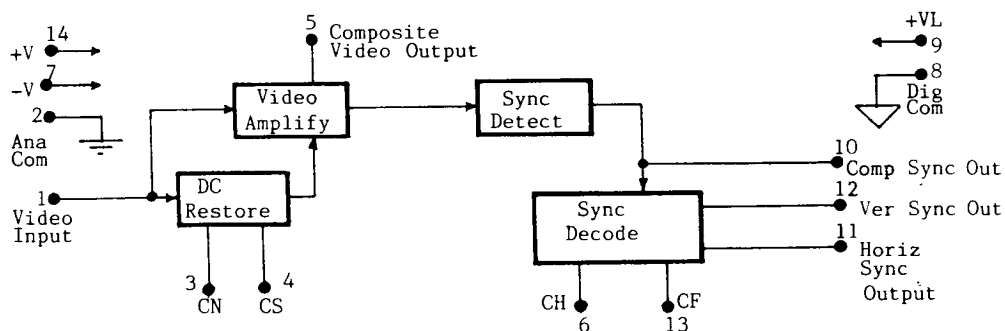 14
+V
7
-V
2
Ana
Com
1
Video
Input
5
Composite
Video Output
Video
Amplify
DC
Restore
3
CN
4
CS
Sync
Detect
Sync
Decode
CH
6
CF
13
+VL
9
8
Dig
Com
10
Comp Sync Out
12
Ver Sync Out
11
Horiz
Sync
Output